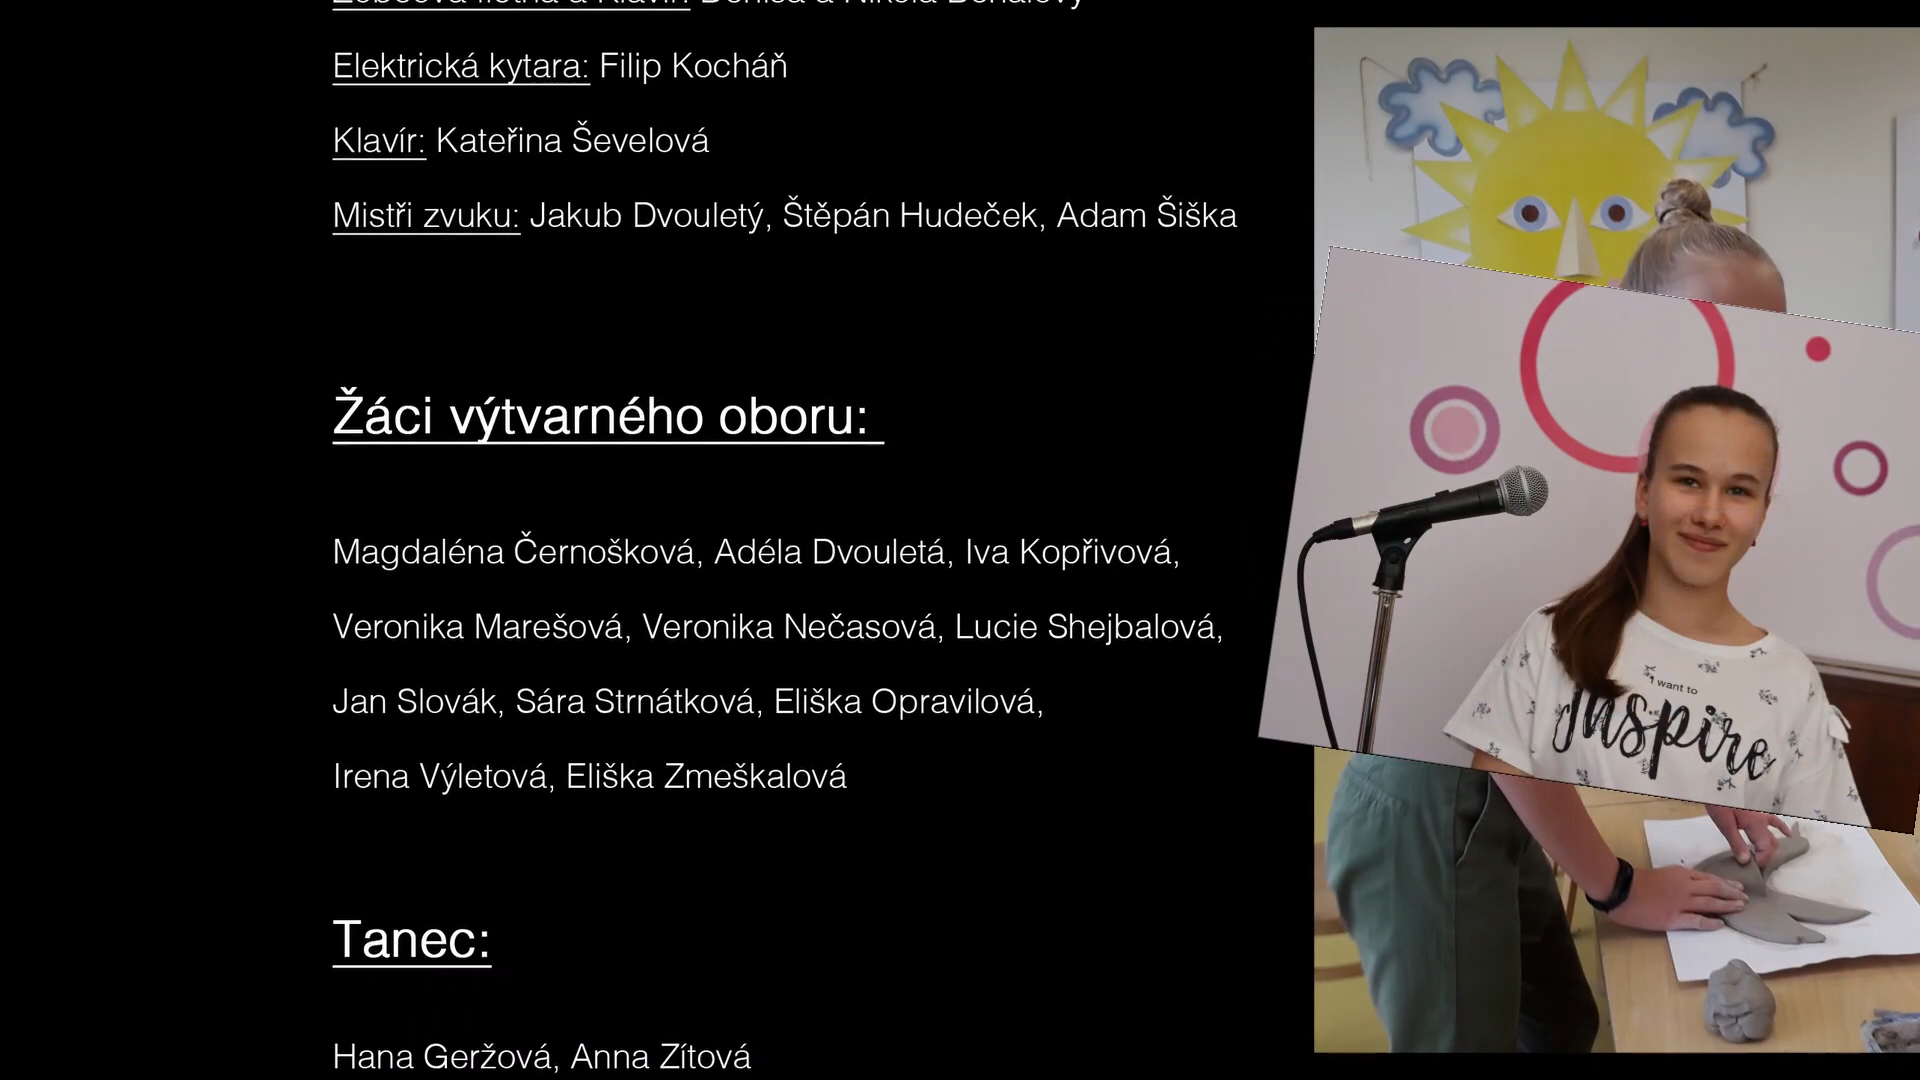 Elektrická kytara: Filip Kocháň
Klavír: Kateřina Ševelová
Mistři zvuku: Jakub Dvouletý, Štěpán Hudeček, Adam Šiška
Žáci výtvarného oboru:
Magdaléna Černošková, Adéla Dvouletá, Iva Kopřivová,
Veronika Marešová, Veronika Nečasová, Lucie Shejbalová,
Jan Slovák, Sára Strnátková, Eliška Opravilová,
Irena Výletová, Eliška Zmeškalová
Tanec:
Hana Geržová, Anna Zítová
I want to
Inspire